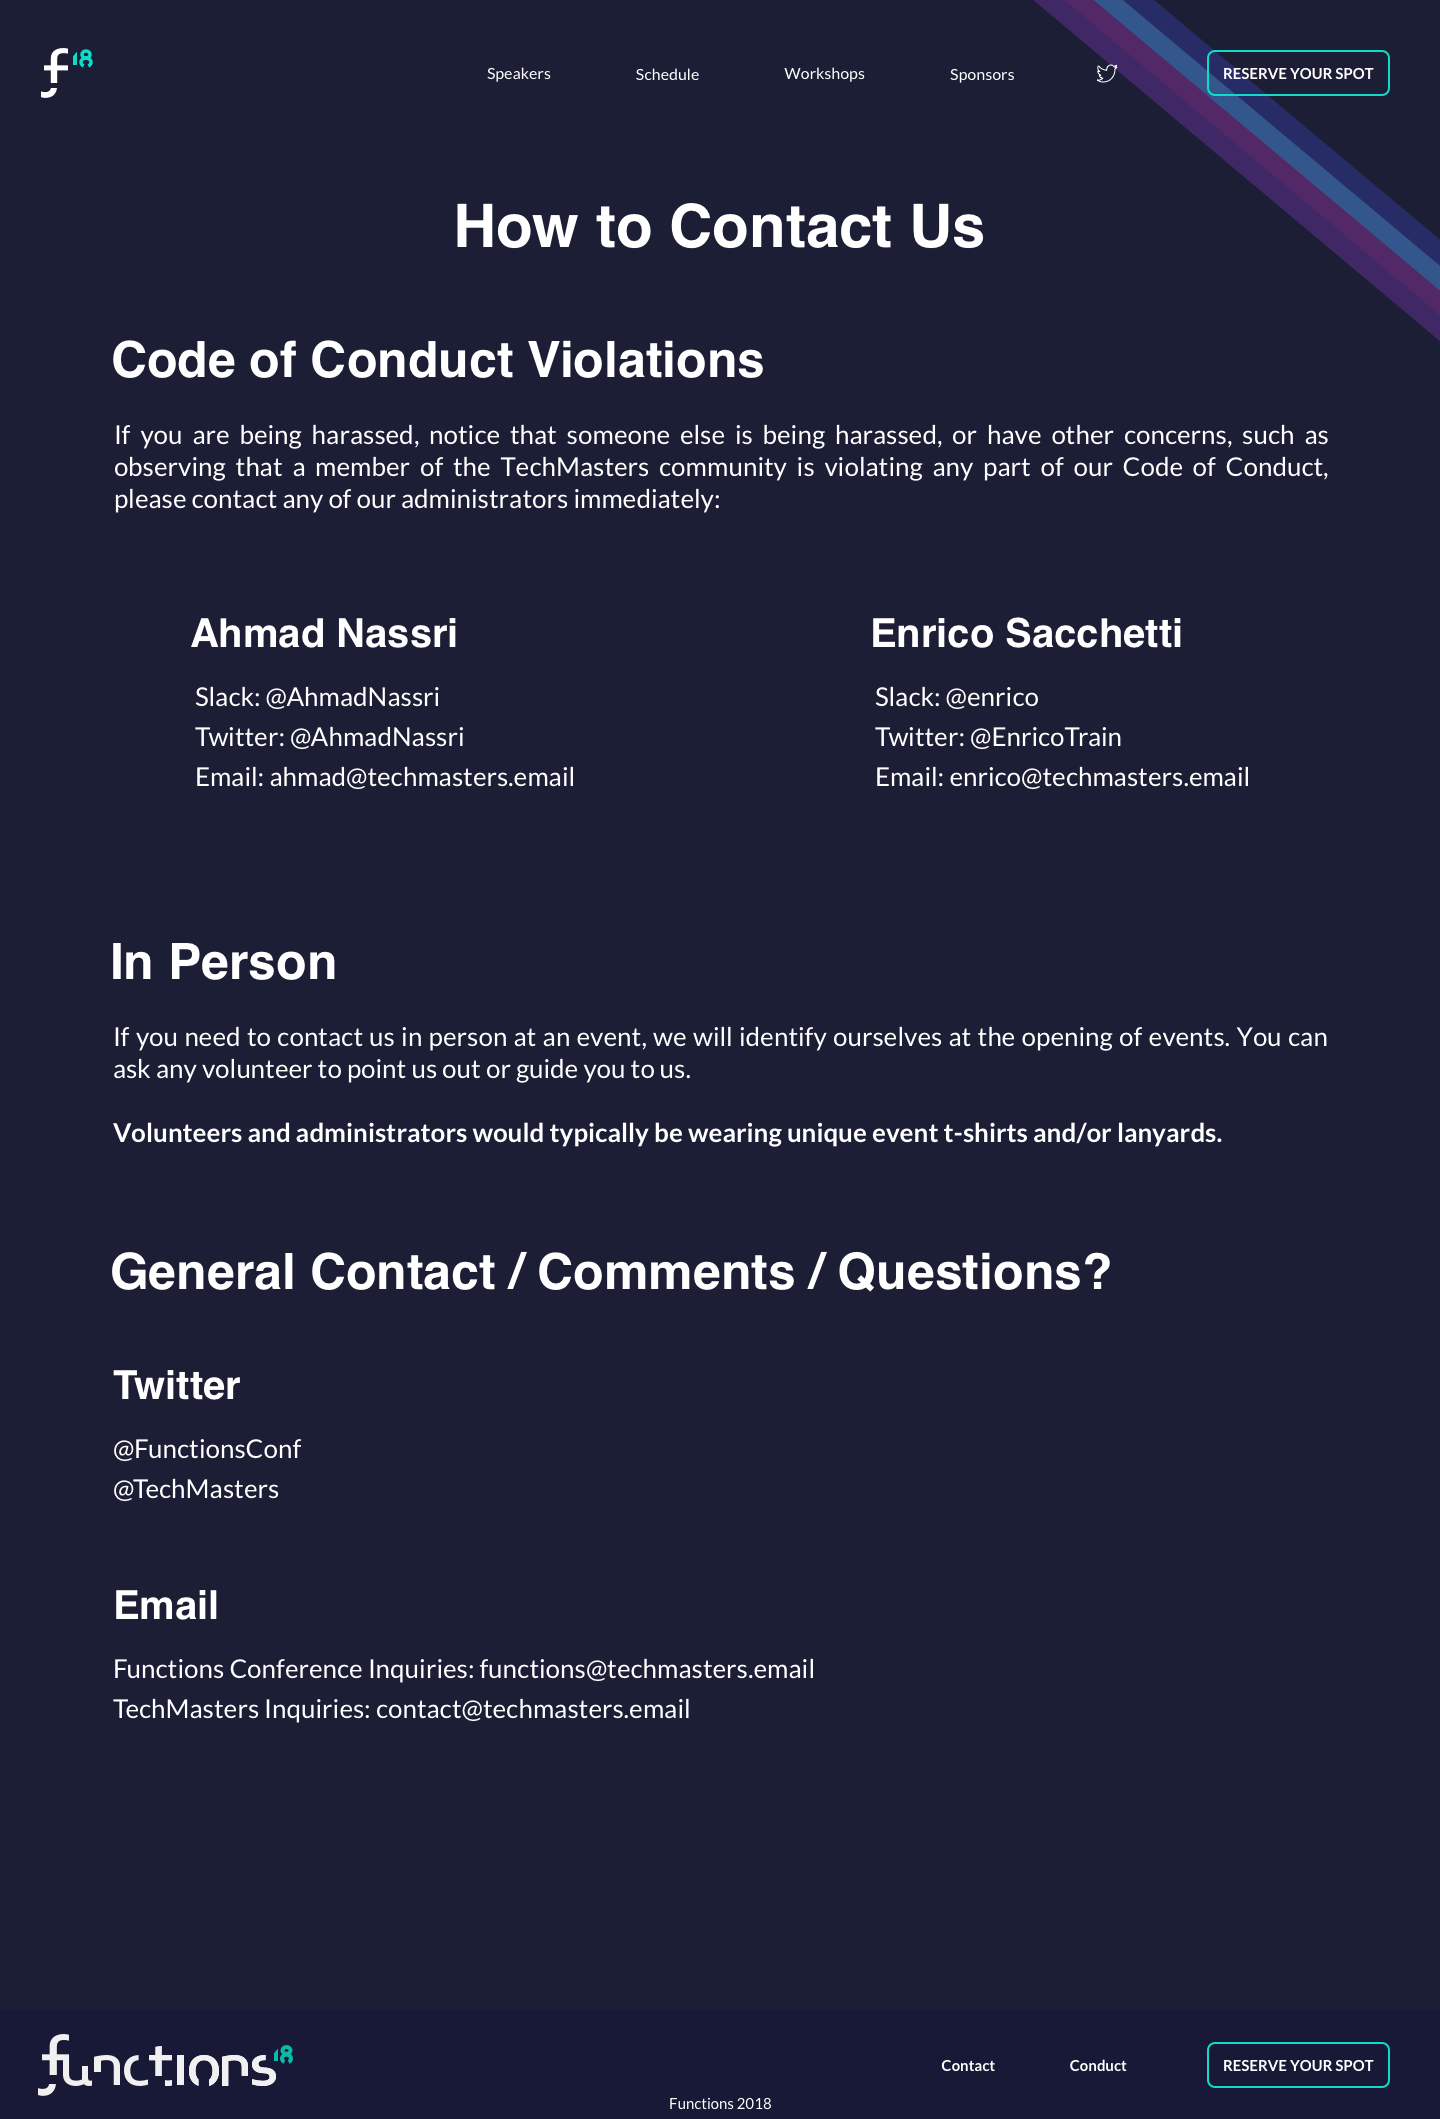 f18
Speakers
Schedule
Workshops
Sponsors
RESERVE YOUR SPOT
How to Contact Us
Code of Conduct Violations
If you are being harassed, notice that someone else is being harassed, or have other concerns, such as
observing that a member of the TechMasters community is violating any part of our Code of Conduct,
please contact any of our administrators immediately:
Ahmad Nassri
Slack: @AhmadNassri
Twitter: @AhmadNassri
Email: ahmad@techmasters.email
Enrico Sacchetti
Slack: @enrico
Twitter: @EnricoTrain
Email: enrico@techmasters.email
In Person
If you need to contact us in person at an event, we will identify ourselves at the opening of events. You can
ask any volunteer to point us out or guide you to us.
Volunteers and administrators would typically be wearing unique event t-shirts and/or lanyards.
General Contact / Comments / Questions?
Twitter
@FunctionsConf
@TechMasters
Email
Functions Conference Inquiries: functions@techmasters.email
TechMasters Inquiries: contact@techmasters.email
functions18
Contact
Conduct
RESERVE YOUR SPOT
Functions 2018